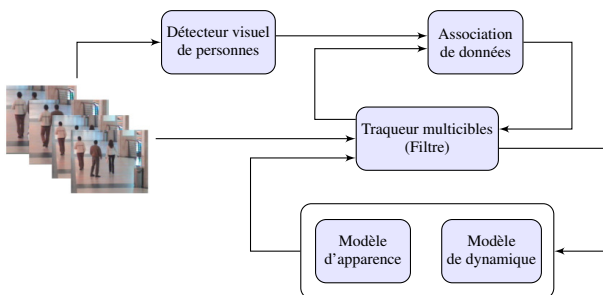 Détecteur visuel
de personnes
Association
de données
Traqueur multicibles
(Filtre)
Modèle
d'apparence
Modèle
de dynamique